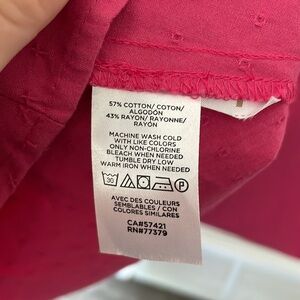 57% COTTON/ COTON/
ALGODÓN
43% RAYON/ RAYONNE/
RAYÓN
MACHINE WASH COLD
WITH LIKE COLORS
ONLY NON-CHLORINE
BLEACH WHEN NEEDED
TUMBLE DRY LOW
WARM IRON WHEN NEEDED
30 P
AVEC DES COULEURS
SEMBLABLES / CON
COLORES SIMILARES
CA#57421
RN#77379